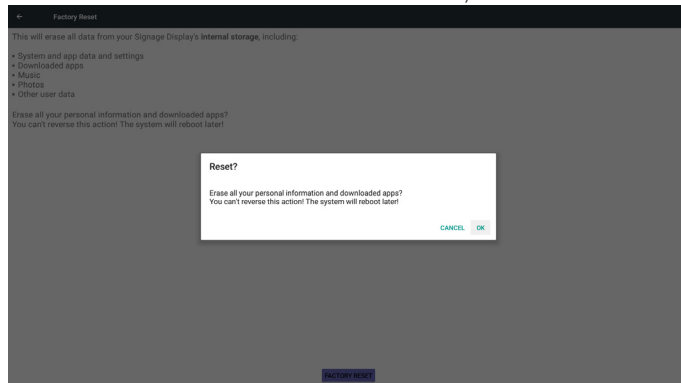 ← Factory Reset
This will erase all data from your Signage Display's internal storage, including:
• System and app data and settings
• Downloaded apps
• Music
• Photos
• Other user data
Erase all your personal information and downloaded apps?
You can't reverse this action! The system will reboot later!
Reset?
Erase all your personal information and downloaded apps?
You can't reverse this action! The system will reboot later!
CANCEL OK
FACTORY RESET